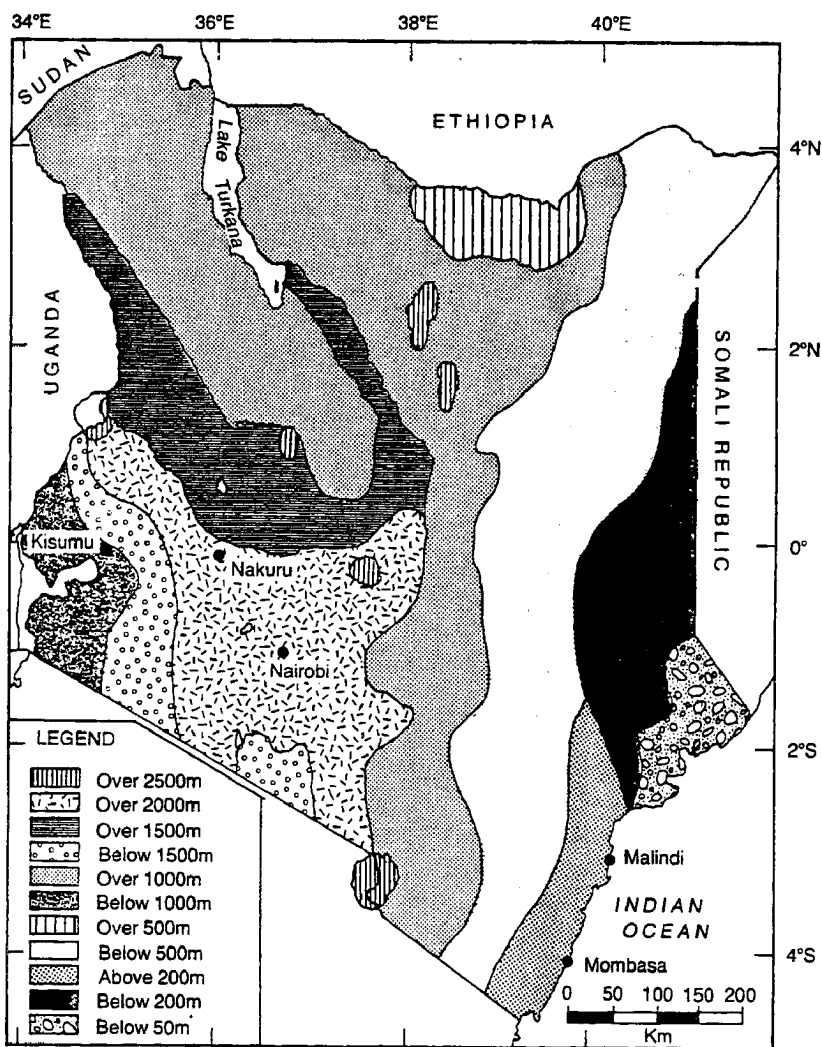 34°E 36°E 38°E 40°E
SUDAN
ETHIOPIA
Lake Turkana
4°N
UGANDA
2°N
SOMALI REPUBLIC
Kisumu
0°
Nakuru
Nairobi
2°S
LEGEND
Over 2500m
Over 2000m
Over 1500m
Below 1500m
Over 1000m
Below 1000m
Over 500m
Below 500m
Above 200m
Below 200m
Below 50m
Malindi
INDIAN
OCEAN
4°S
Mombasa
0 50 100 150 200
Km